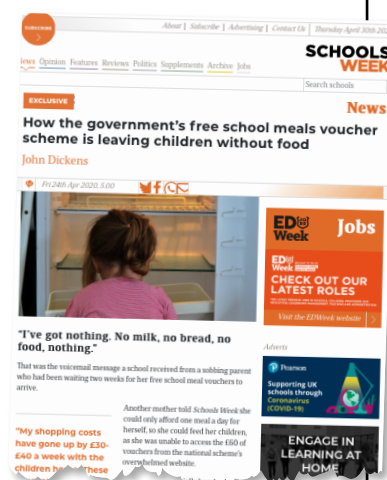 SUBSCRIBE
About | Subscribe | Advertising | Contact Us | Thursday April 30th
SCHOOLS
WEEK
News Opinion Features Reviews Politics Supplements Archive Jobs
Search schools
EXCLUSIVE
News
How the government's free school meals voucher
scheme is leaving children without food
John Dickens
Fri 24th Apr 2020, 5.00
ED
Week
Jobs
ED
Week
CHECK OUT OUR
LATEST ROLES
Visit the EDWeek website
"I've got nothing. No milk, no bread, no
food, nothing."
That was the voicemail message a school received from a sobbing parent
who had been waiting two weeks for her free school meal vouchers to
arrive.
Adverts
Pearson
Supporting UK
schools through
Coronavirus
(COVID-19)
Another mother told Schools Week she
could only afford one meal a day for
herself, so she could feed her children,
as she was unable to access the £60 of
vouchers from the national scheme's
overwhelmed website.
"My shopping costs
have gone up by £30-
£40 a week with the
children
These
ENGAGE IN
LEARNING AT
HOME